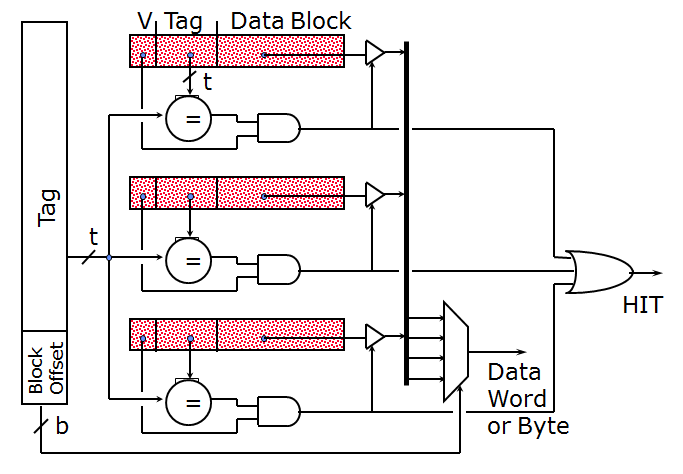 V Tag Data Block
t
=
Tag
t
=
HIT
Block
Offset
=
Data
Word
or Byte
b